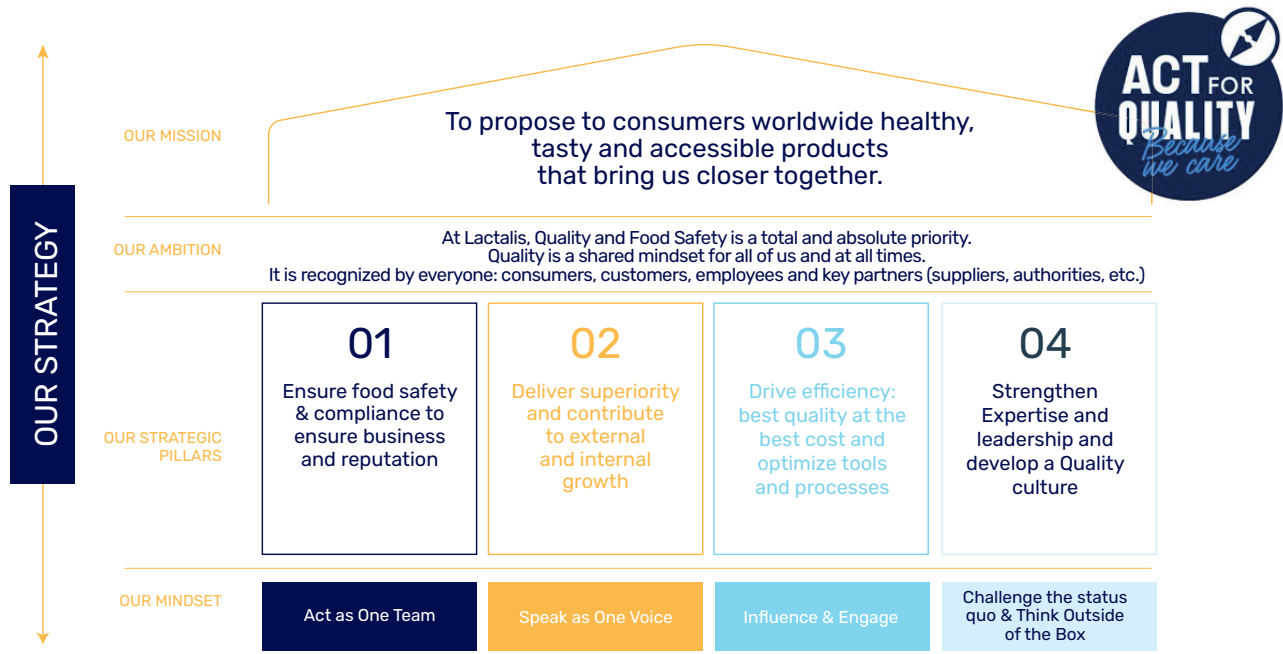 ACT FOR
QUALITY
Because
we care
OUR STRATEGY
OUR MISSION
To propose to consumers worldwide healthy,
tasty and accessible products
that bring us closer together.
OUR AMBITION
At Lactalis, Quality and Food Safety is a total and absolute priority.
Quality is a shared mindset for all of us and at all times.
It is recognized by everyone: consumers, customers, employees and key partners (suppliers, authorities, etc.)
OUR STRATEGIC
PILLARS
01
Ensure food safety
& compliance to
ensure business
and reputation
02
Deliver superiority
and contribute
to external
and internal
growth
03
Drive efficiency:
best quality at the
best cost and
optimize tools
and processes
04
Strengthen
Expertise and
leadership and
develop a Quality
culture
OUR MINDSET
Act as One Team
Speak as One Voice
Influence & Engage
Challenge the status
quo & Think Outside
of the Box